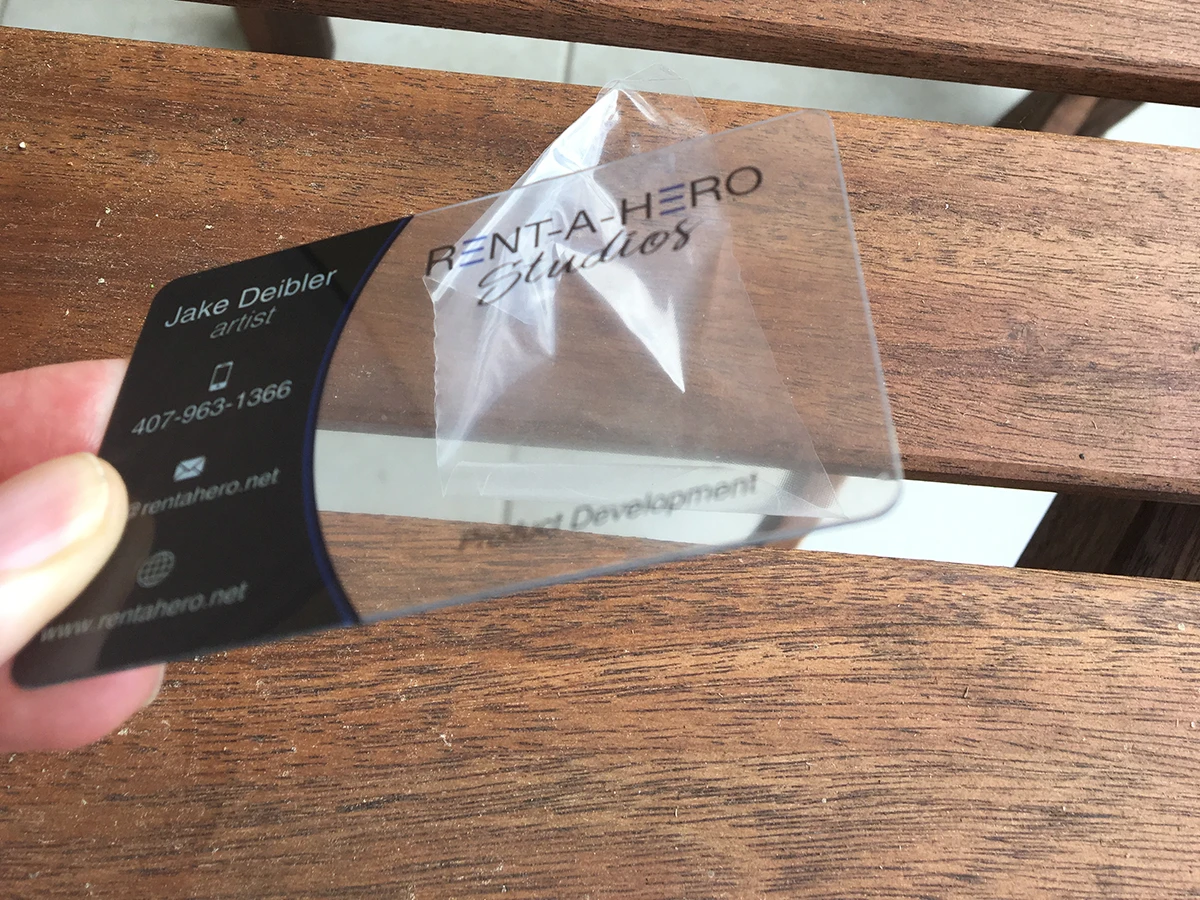 Jake Deibler
artist
407-963-1366
@rentahero.net
www.rentahero.net
RENT-A-HERO
Studios
Product Development